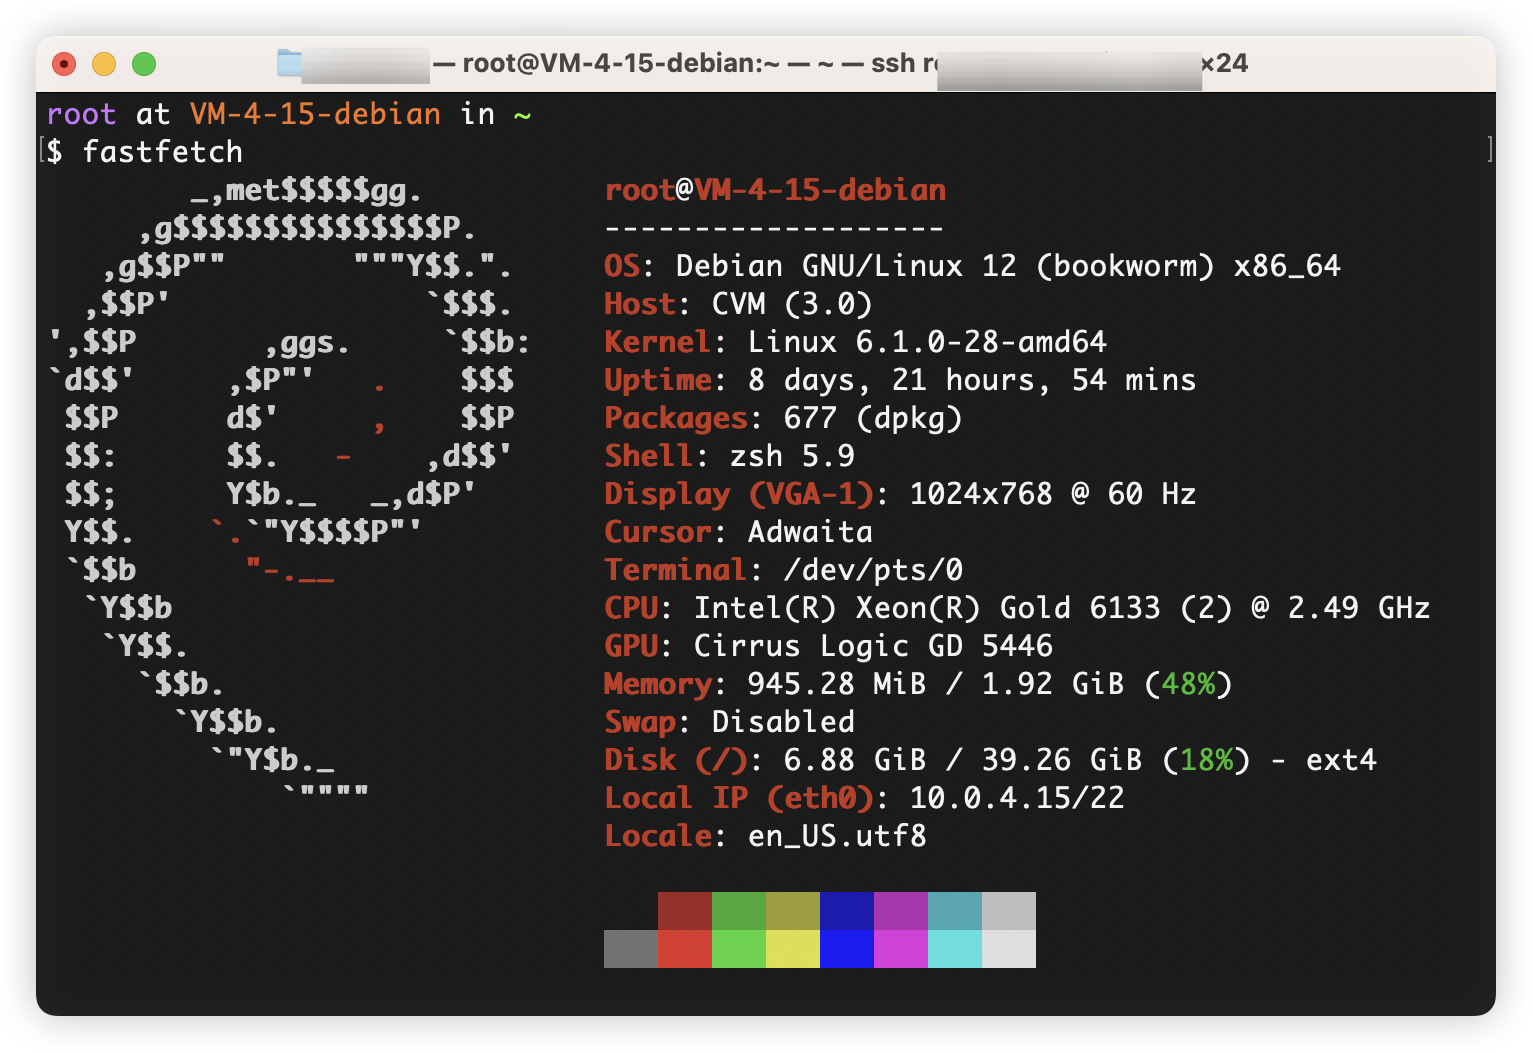 — root@VM-4-15-debian:~ — ~ — ssh ×24
root at VM-4-15-debian in ~
[$ fastfetch ]
_,met$$$$$gg.
,g$$$$$$$$$$$$$$$P.
,g$$P"" """Y$$.".
,$$P' `$$$.
',$$P ,ggs. `$$b:
`d$$' ,$P"' . $$$
$$P d$' , $$P
$$: $$. - ,d$$'
$$; Y$b._ _,d$P'
Y$$. `.`"Y$$$$P"'
`$$b "-.__
`Y$$b
`Y$$.
`$$b.
`Y$$b.
`"Y$b._
`""""
root@VM-4-15-debian
-------------------
OS: Debian GNU/Linux 12 (bookworm) x86_64
Host: CVM (3.0)
Kernel: Linux 6.1.0-28-amd64
Uptime: 8 days, 21 hours, 54 mins
Packages: 677 (dpkg)
Shell: zsh 5.9
Display (VGA-1): 1024x768 @ 60 Hz
Cursor: Adwaita
Terminal: /dev/pts/0
CPU: Intel(R) Xeon(R) Gold 6133 (2) @ 2.49 GHz
GPU: Cirrus Logic GD 5446
Memory: 945.28 MiB / 1.92 GiB (48%)
Swap: Disabled
Disk (/): 6.88 GiB / 39.26 GiB (18%) - ext4
Local IP (eth0): 10.0.4.15/22
Locale: en_US.utf8